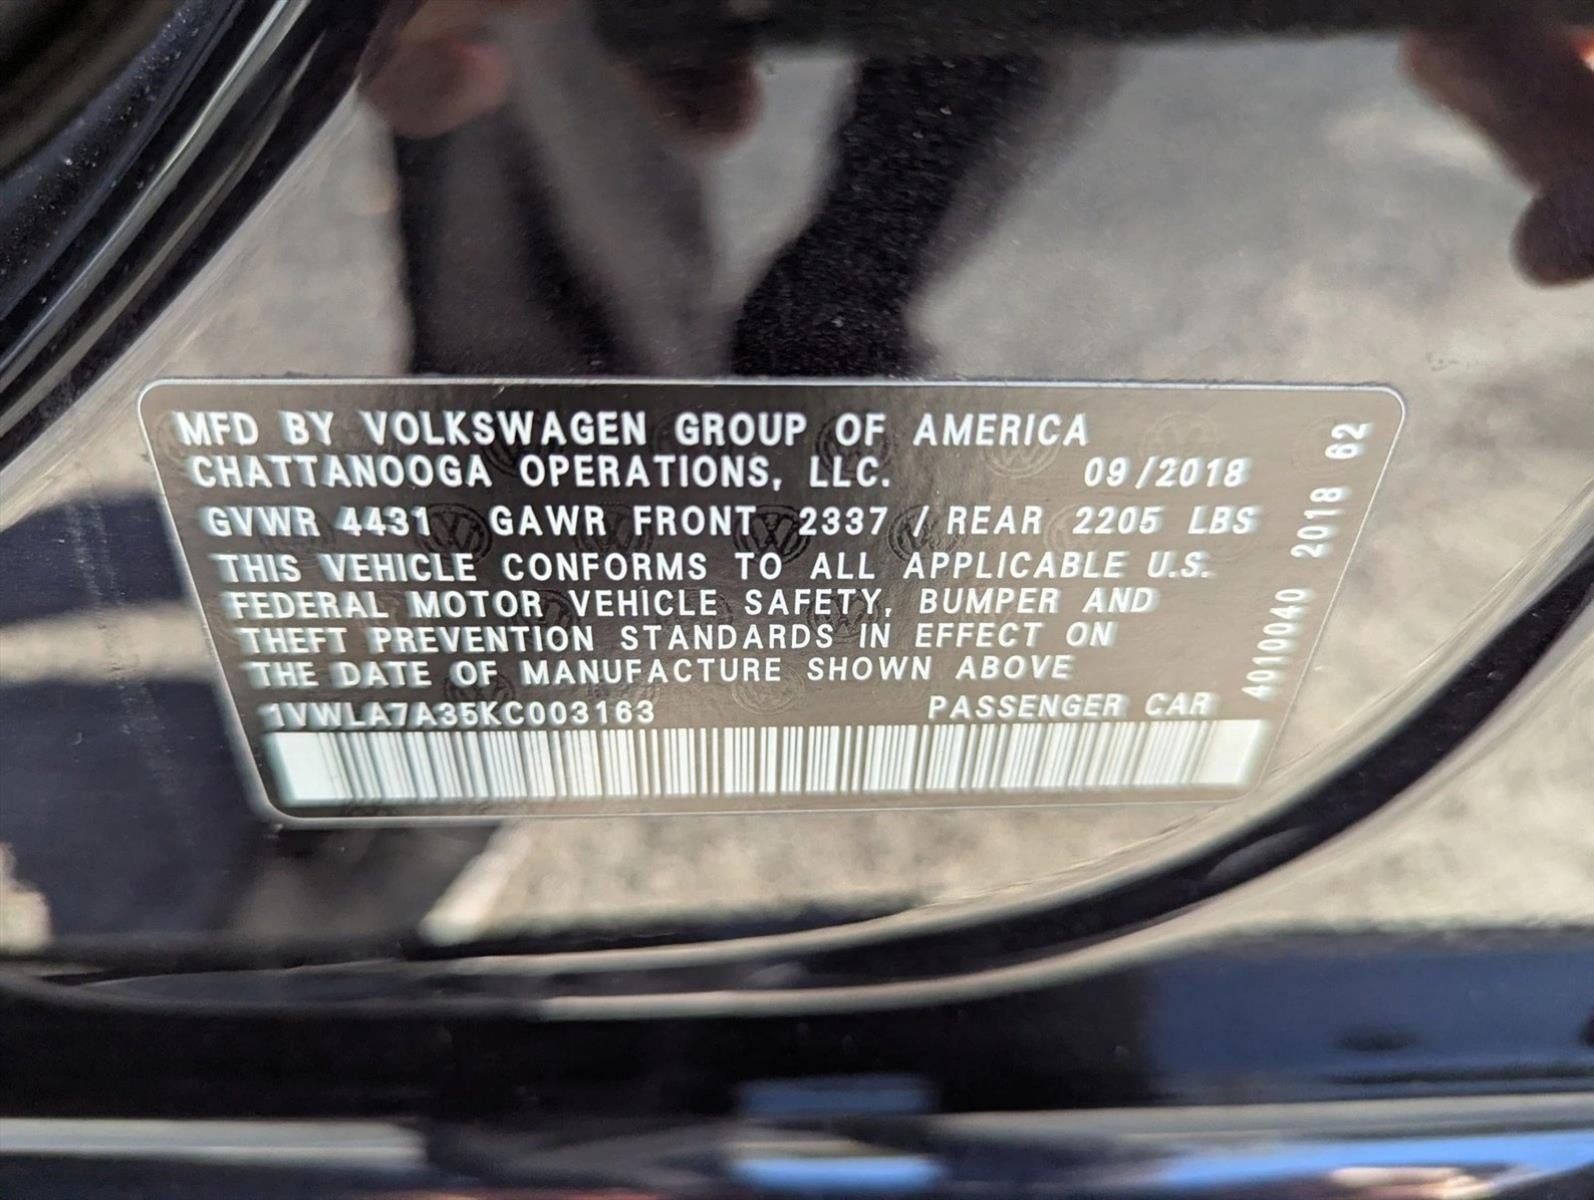 MFD BY VOLKSWAGEN GROUP OF AMERICA
CHATTANOOGA OPERATIONS, LLC. 09/2018
GVWR 4431 GAWR FRONT 2337 / REAR 2205 LBS
THIS VEHICLE CONFORMS TO ALL APPLICABLE U.S.
FEDERAL MOTOR VEHICLE SAFETY, BUMPER AND
THEFT PREVENTION STANDARDS IN EFFECT ON
THE DATE OF MANUFACTURE SHOWN ABOVE
1VWLA7A35KC003163 PASSENGER CAR
40100040 2018 62